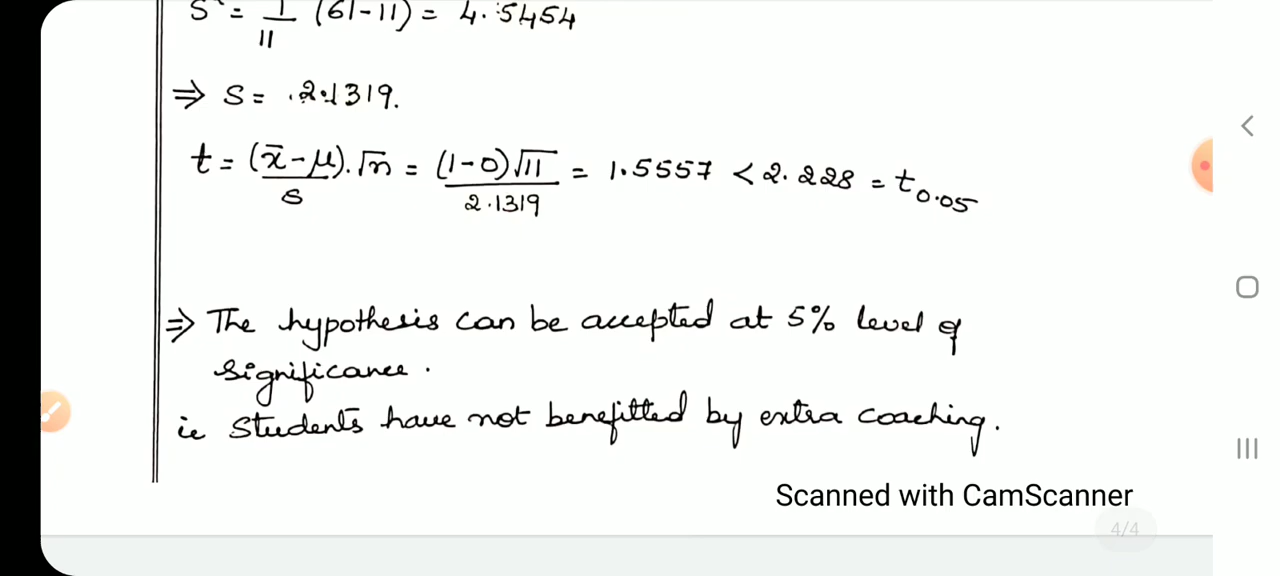 S² = 1/11 (61-11) = 4.5454
⇒ S = .2.1319.
t = (x̄-μ).√n / s = (1-0)√11 / 2.1319 = 1.5557 < 2.228 = t0.05
⇒ The hypothesis can be accepted at 5% level of
significance.
ie students have not benefitted by extra coaching.
Scanned with CamScanner
4/4